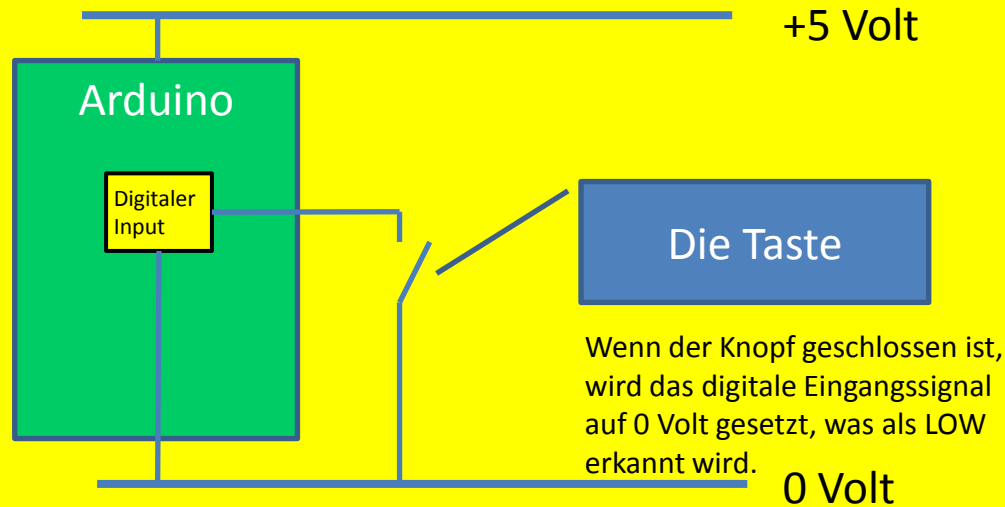 +5 Volt
Arduino
Digitaler
Input
Die Taste
Wenn der Knopf geschlossen ist,
wird das digitale Eingangssignal
auf 0 Volt gesetzt, was als LOW
erkannt wird.
0 Volt